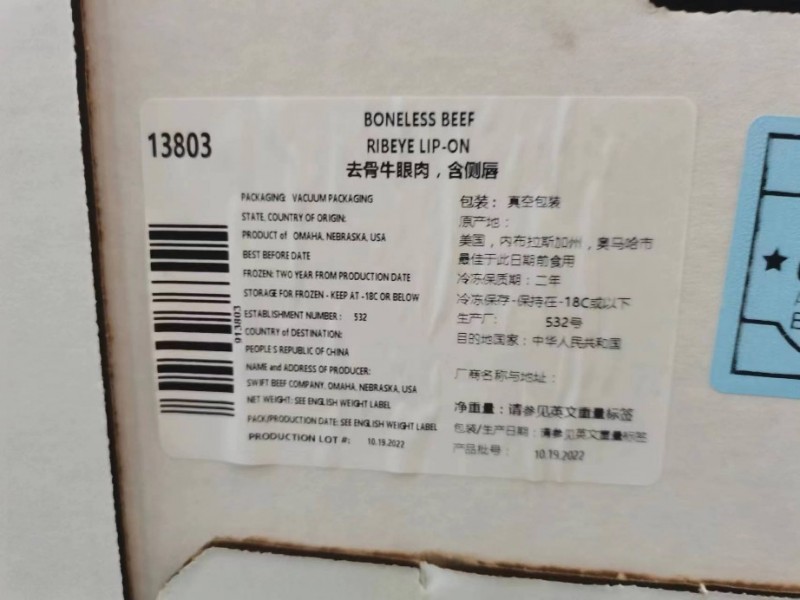 13803
BONELESS BEEF
RIBEYE LIP-ON
去骨牛眼肉，含侧唇
PACKAGING: VACUUM PACKAGING
STATE, COUNTRY OF ORIGIN:
PRODUCT of OMAHA, NEBRASKA, USA
BEST BEFORE DATE
FROZEN: TWO YEAR FROM PRODUCTION DATE
STORAGE FOR FROZEN - KEEP AT -18C OR BELOW
ESTABLISHMENT NUMBER: 532
COUNTRY of DESTINATION:
PEOPLE'S REPUBLIC OF CHINA
NAME and ADDRESS OF PRODUCER:
SWIFT BEEF COMPANY, OMAHA, NEBRASKA, USA
NET WEIGHT: SEE ENGLISH WEIGHT LABEL
PACK/PRODUCTION DATE: SEE ENGLISH WEIGHT LABEL
PRODUCTION LOT #: 10.19.2022
013803
包装： 真空包装
原产地：
美国，内布拉斯加州，奥马哈市
最佳于此日期前食用
冷冻保质期：二年
冷冻保存-保持在-18C或以下
生产厂： 532号
目的地国家：中华人民共和国
厂商名称与地址：
净重量：请参见英文重量标签
包装/生产日期：请参见英文重量标签
产品批号： 10.19.2022